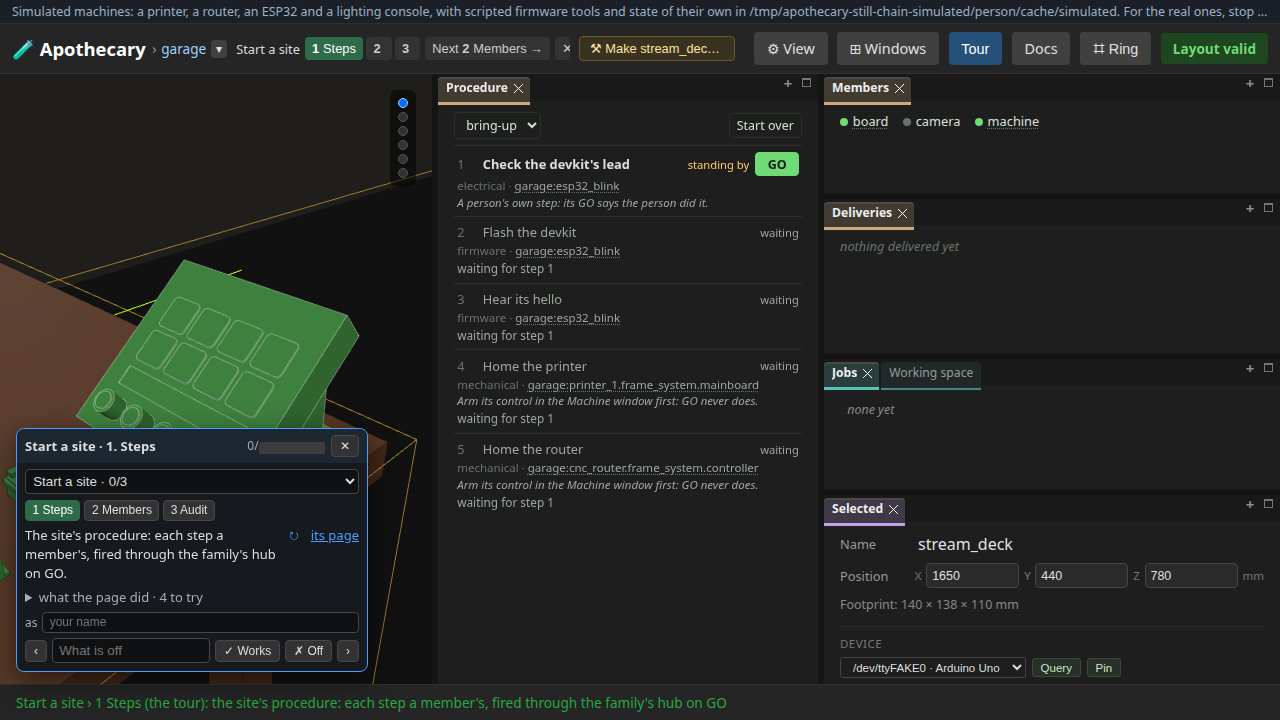 Simulated machines: a printer, a router, an ESP32 and a lighting console, with scripted firmware tools and state of their own in /tmp/apothecary-still-chain-simulated/person/cache/simulated. For the real ones, stop ...
Apothecary › garage ▾ Start a site 1 Steps 2 3 Next 2 Members → ✕ ⚒ Make stream_dec... ⚙ View ⊞ Windows Tour Docs ⌗ Ring Layout valid
Procedure ✕
bring-up Start over
1 Check the devkit's lead standing by GO
electrical · garage:esp32_blink
A person's own step: its GO says the person did it.
2 Flash the devkit waiting
firmware · garage:esp32_blink
waiting for step 1
3 Hear its hello waiting
firmware · garage:esp32_blink
waiting for step 1
4 Home the printer waiting
mechanical · garage:printer_1.frame_system.mainboard
Arm its control in the Machine window first: GO never does.
waiting for step 1
5 Home the router waiting
mechanical · garage:cnc_router.frame_system.controller
Arm its control in the Machine window first: GO never does.
waiting for step 1
Members ✕
board camera machine
Deliveries ✕
nothing delivered yet
Jobs ✕ Working space
none yet
Selected ✕
Name stream_deck
Position X 1650 Y 440 Z 780 mm
Footprint: 140 × 138 × 110 mm
DEVICE
/dev/ttyFAKE0 · Arduino Uno Query Pin
Start a site · 1. Steps 0/ ✕
Start a site · 0/3
1 Steps 2 Members 3 Audit
The site's procedure: each step a member's, fired through the family's hub on GO. ↻ its page
▶ what the page did · 4 to try
as your name
‹ What is off ✓ Works ✗ Off ›
Start a site › 1 Steps (the tour): the site's procedure: each step a member's, fired through the family's hub on GO